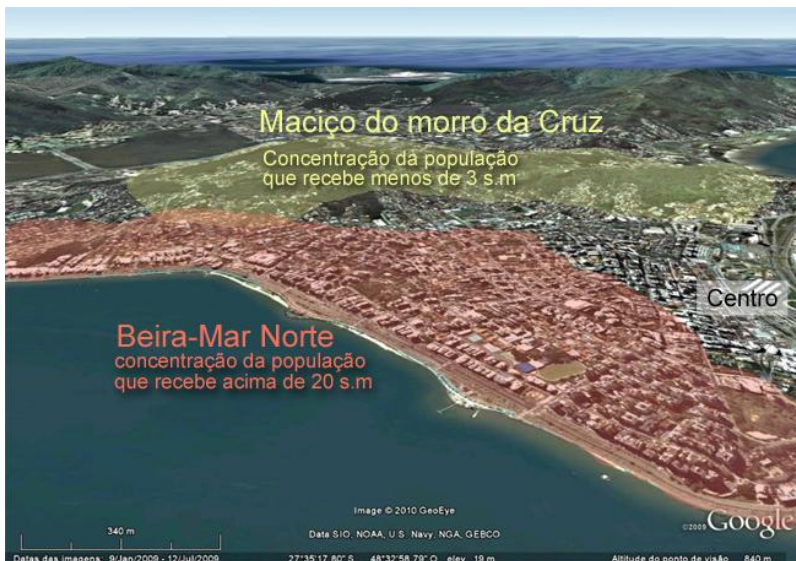 Maciço do morro da Cruz
Concentração da população
que recebe menos de 3 s.m
Centro
Beira-Mar Norte
concentração da população
que recebe acima de 20 s.m
Image © 2010 GeoEye
340 m
Data SIO, NOAA, U.S. Navy, NGA, GEBCO
©2009 Google
Datas das imagens: 9/Jan/2009 - 12/Jul/2009 27°35'17.80" S 48°32'58.79" O elev 19 m Altitude do ponto de visão 840 m